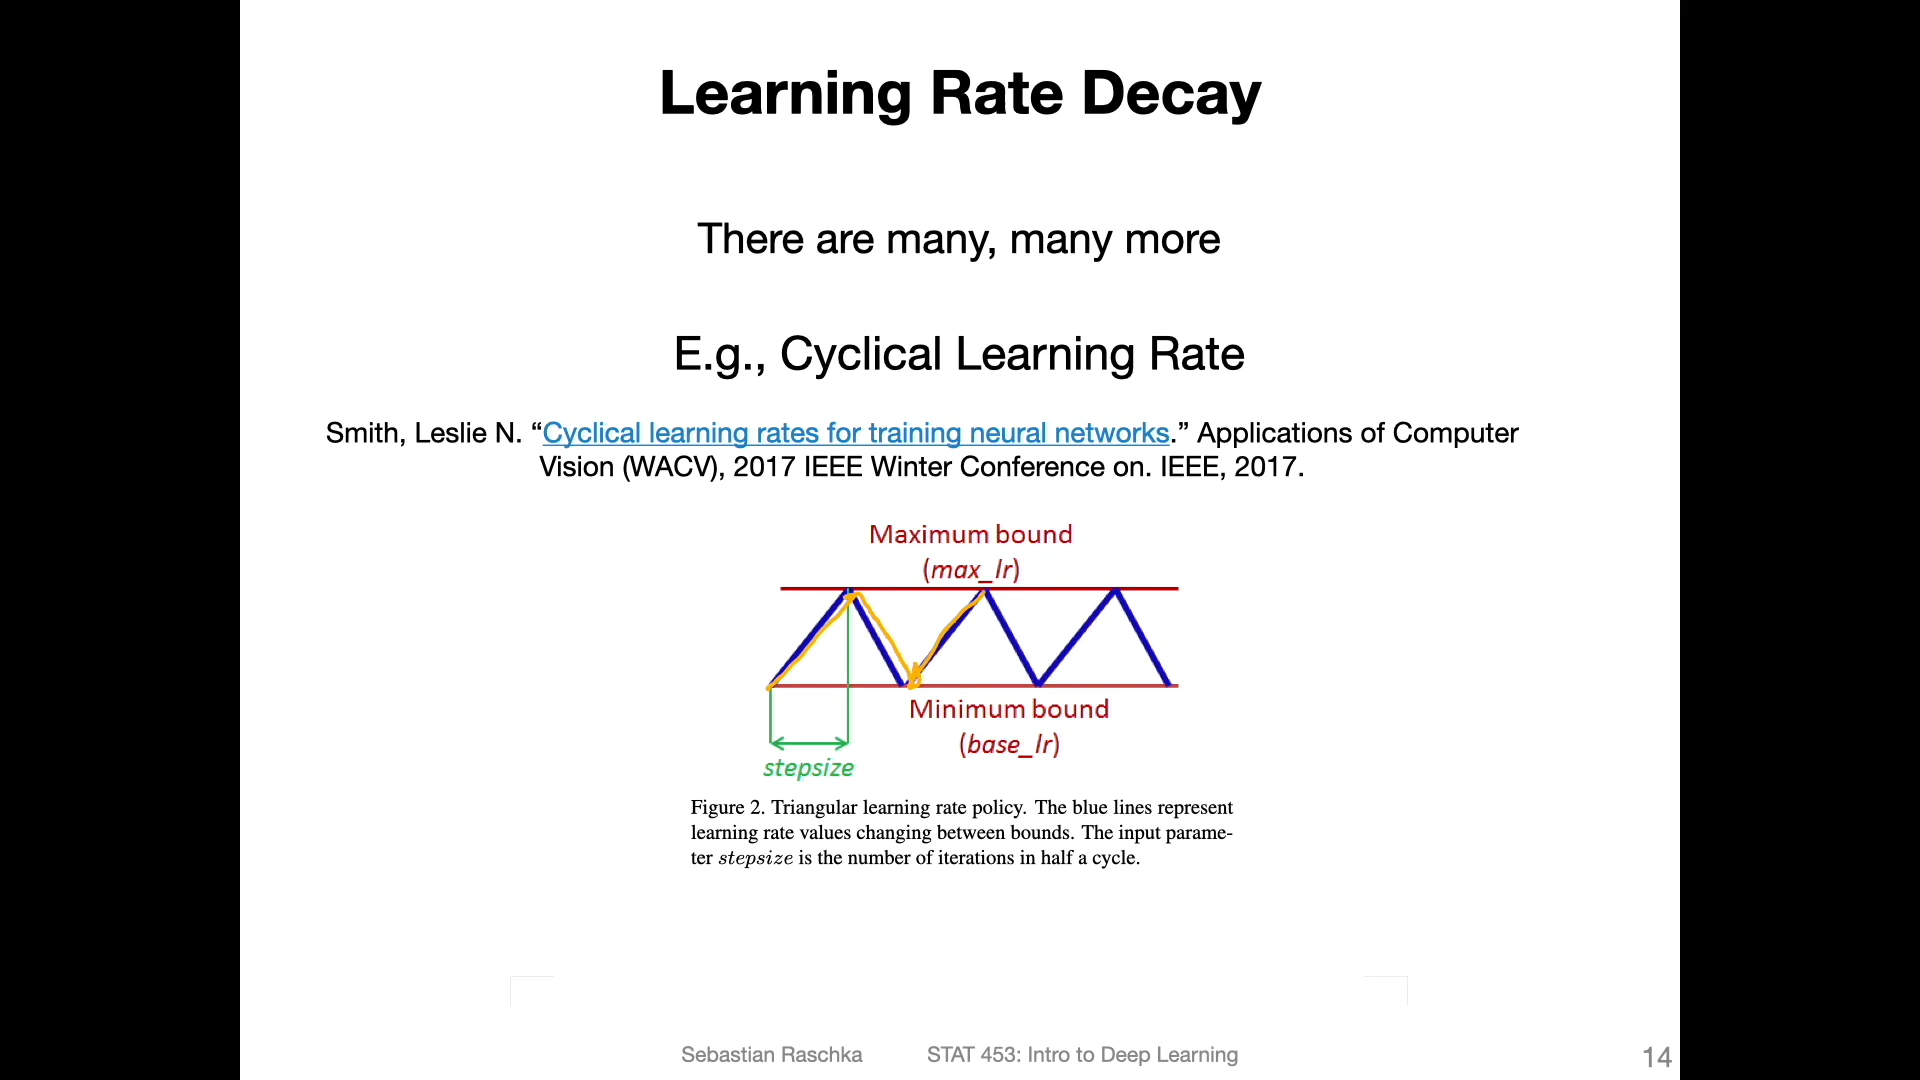 Learning Rate Decay
There are many, many more
E.g., Cyclical Learning Rate
Smith, Leslie N. “Cyclical learning rates for training neural networks.” Applications of Computer
Vision (WACV), 2017 IEEE Winter Conference on. IEEE, 2017.
Maximum bound
(max_lr)
Minimum bound
(base_lr)
stepsize
Figure 2. Triangular learning rate policy. The blue lines represent
learning rate values changing between bounds. The input parame-
ter stepsize is the number of iterations in half a cycle.
Sebastian Raschka STAT 453: Intro to Deep Learning 14